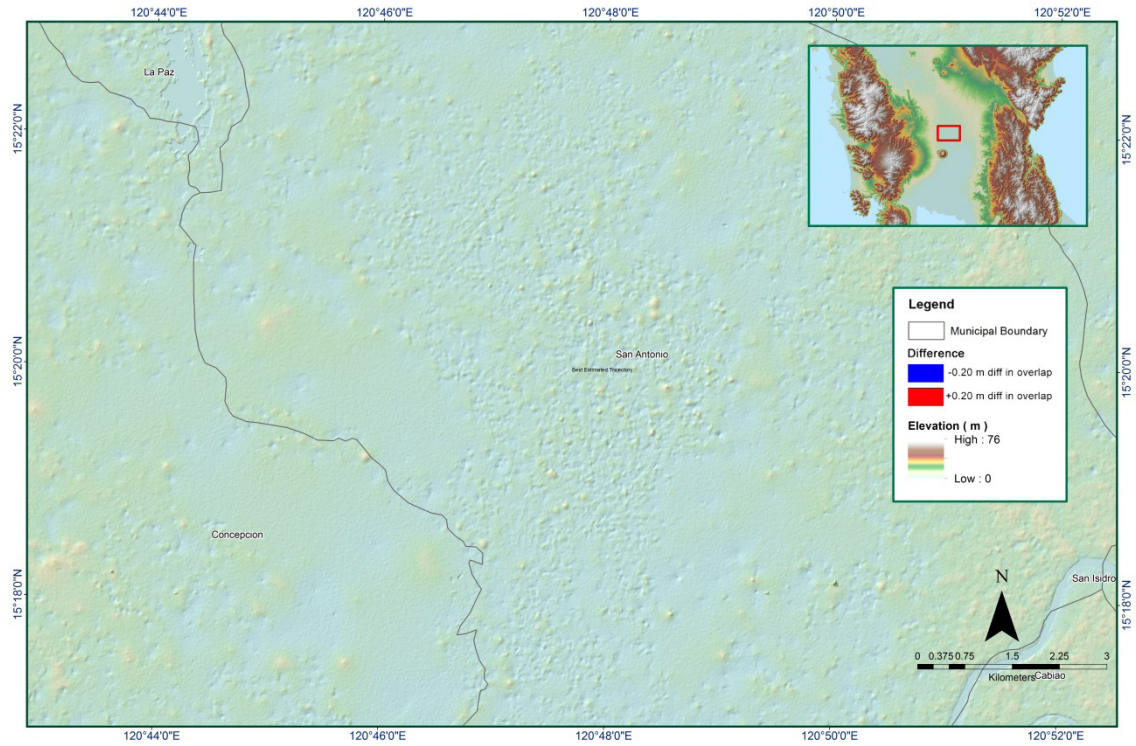 120°44'0"E 120°46'0"E 120°48'0"E 120°50'0"E 120°52'0"E
La Paz
15°22'0"N
15°22'0"N
Legend
Municipal Boundary
Difference
-0.20 m diff in overlap
+0.20 m diff in overlap
Elevation ( m )
High : 76
Low : 0
San Antonio
Best Estimated Trajectory
15°20'0"N
15°20'0"N
Concepcion
15°18'0"N
15°18'0"N
San Isidro
N
0 0.375 0.75 1.5 2.25 3
Kilometers
Cabiao
120°44'0"E 120°46'0"E 120°48'0"E 120°50'0"E 120°52'0"E